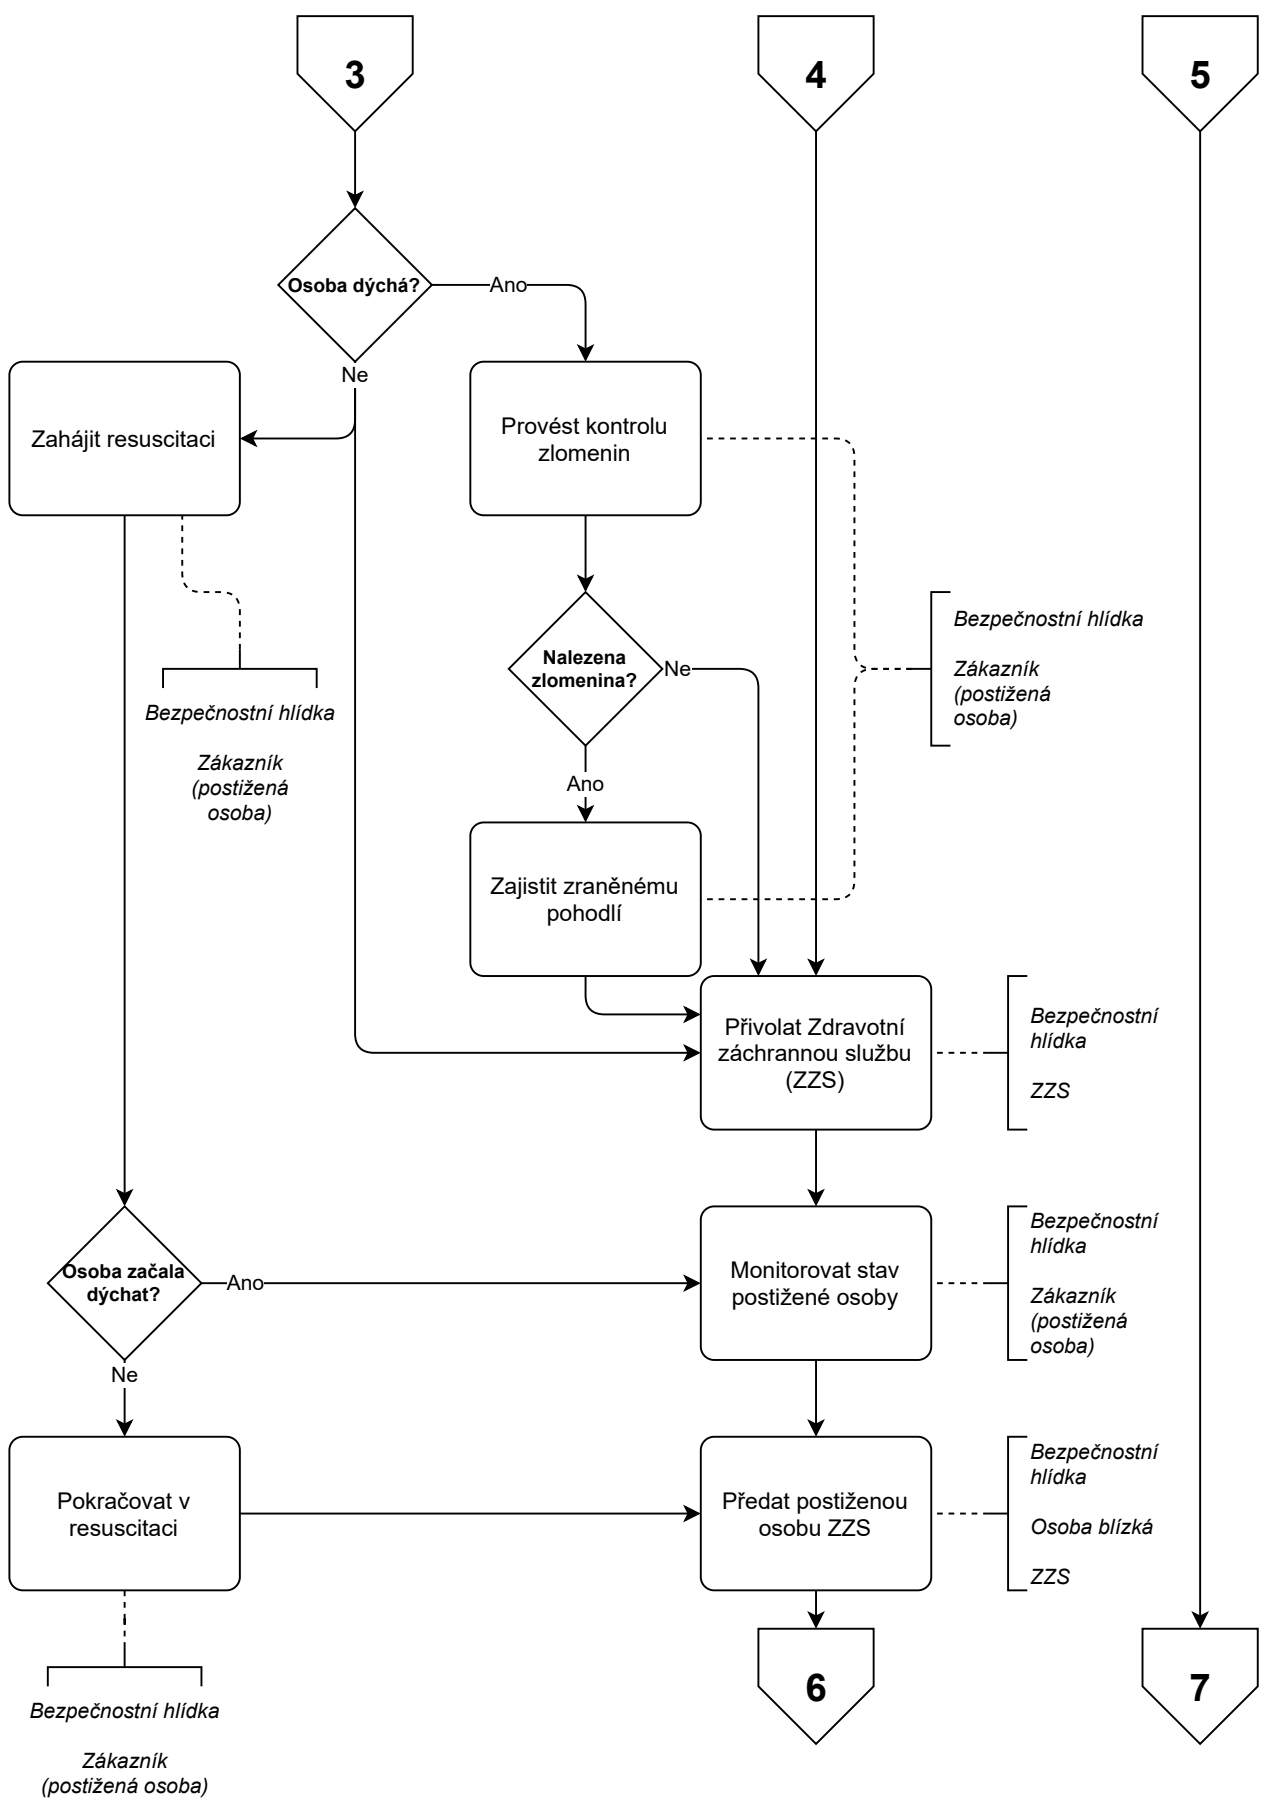 3
4
5
Osoba dýchá?
Ano
Ne
Zahájit resuscitaci
Provést kontrolu
zlomenin
Bezpečnostní hlídka
Zákazník
(postižená
osoba)
Nalezena
zlomenina?
Ne
Ano
Bezpečnostní hlídka
Zákazník
(postižená
osoba)
Zajistit zraněnému
pohodlí
Přivolat Zdravotní
záchrannou službu
(ZZS)
Bezpečnostní
hlídka
ZZS
Osoba začala
dýchat?
Ano
Ne
Monitorovat stav
postižené osoby
Bezpečnostní
hlídka
Zákazník
(postižená
osoba)
Pokračovat v
resuscitaci
Předat postiženou
osobu ZZS
Bezpečnostní
hlídka
Osoba blízká
ZZS
6
7
Bezpečnostní hlídka
Zákazník
(postižená osoba)